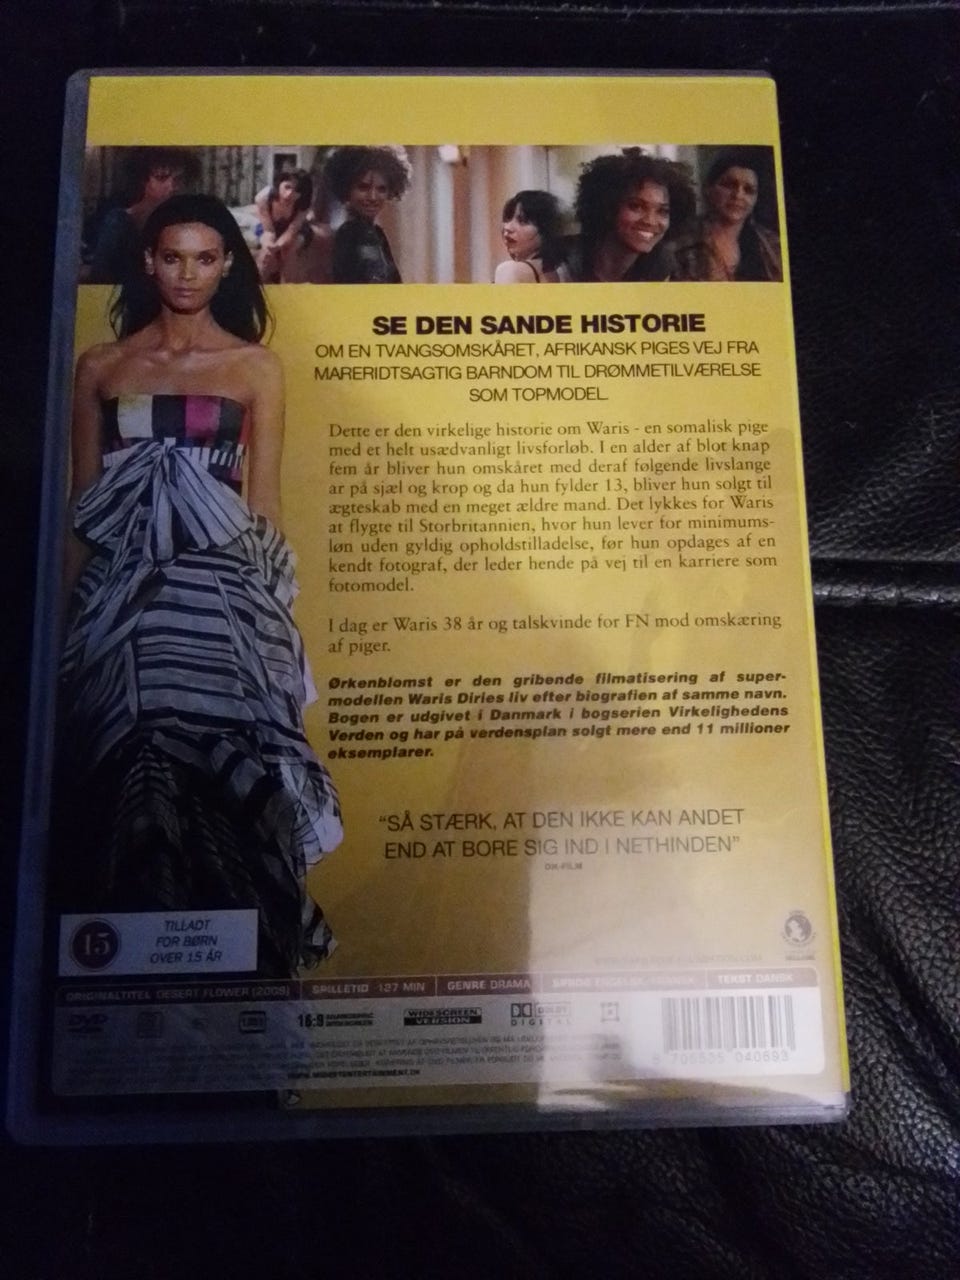 SE DEN SANDE HISTORIE
OM EN TVANGSOMSKÅRET, AFRIKANSK PIGES VEJ FRA
MARERIDTSAGTIG BARNDOM TIL DRØMMETILVÆRELSE
SOM TOPMODEL.
Dette er den virkelige historie om Waris - en somalisk pige
med et helt usædvanligt livsforløb. I en alder af blot knap
fem år bliver hun omskåret med deraf følgende livslange
ar på sjæl og krop og da hun fylder 13, bliver hun solgt til
ægteskab med en meget ældre mand. Det lykkes for Waris
at flygte til Storbritannien, hvor hun lever for minimums-
løn uden gyldig opholdstilladelse, før hun opdages af en
kendt fotograf, der leder hende på vej til en karriere som
fotomodel.
I dag er Waris 38 år og talskvinde for FN mod omskæring
af piger.
Ørkenblomst er den gribende filmatisering af super-
modellen Waris Diries liv efter biografien af samme navn.
Bogen er udgivet i Danmark i bogserien Virkelighedens
Verden og har på verdensplan solgt mere end 11 millioner
eksemplarer.
"SÅ STÆRK, AT DEN IKKE KAN ANDET
END AT BORE SIG IND I NETHINDEN"
15
TILLADT
FOR BØRN
OVER 15 ÅR
ORIGINALTITEL DESERT FLOWER (2009) SPILLETID 127 MIN GENRE DRAMA SPROG ENGELSK TEKST DANSK
DVD 16:9 WIDESCREEN VERSION DOLBY DIGITAL
5 706505 040693